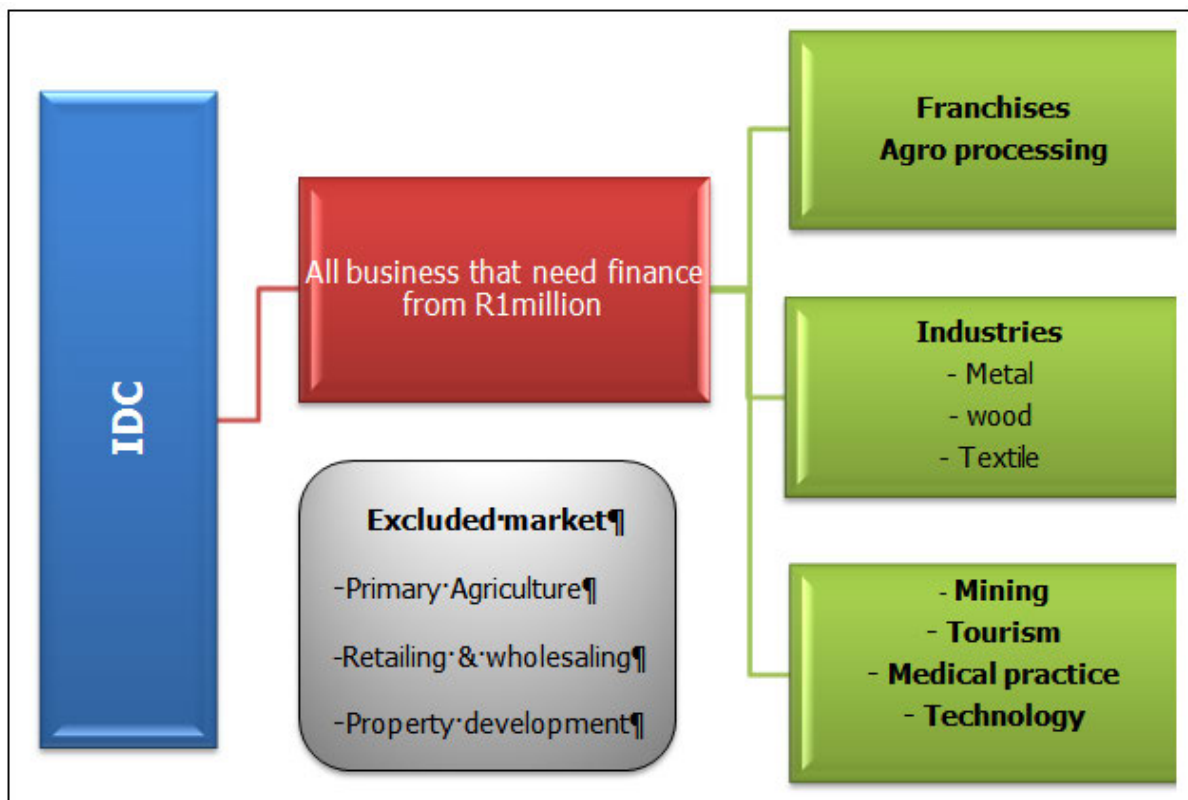 IDC
All business that need finance
from R1million
Excluded·market¶
-Primary·Agriculture¶
-Retailing·&·wholesaling¶
-Property·development¶
Franchises
Agro processing
Industries
- Metal
- wood
- Textile
- Mining
- Tourism
- Medical practice
- Technology